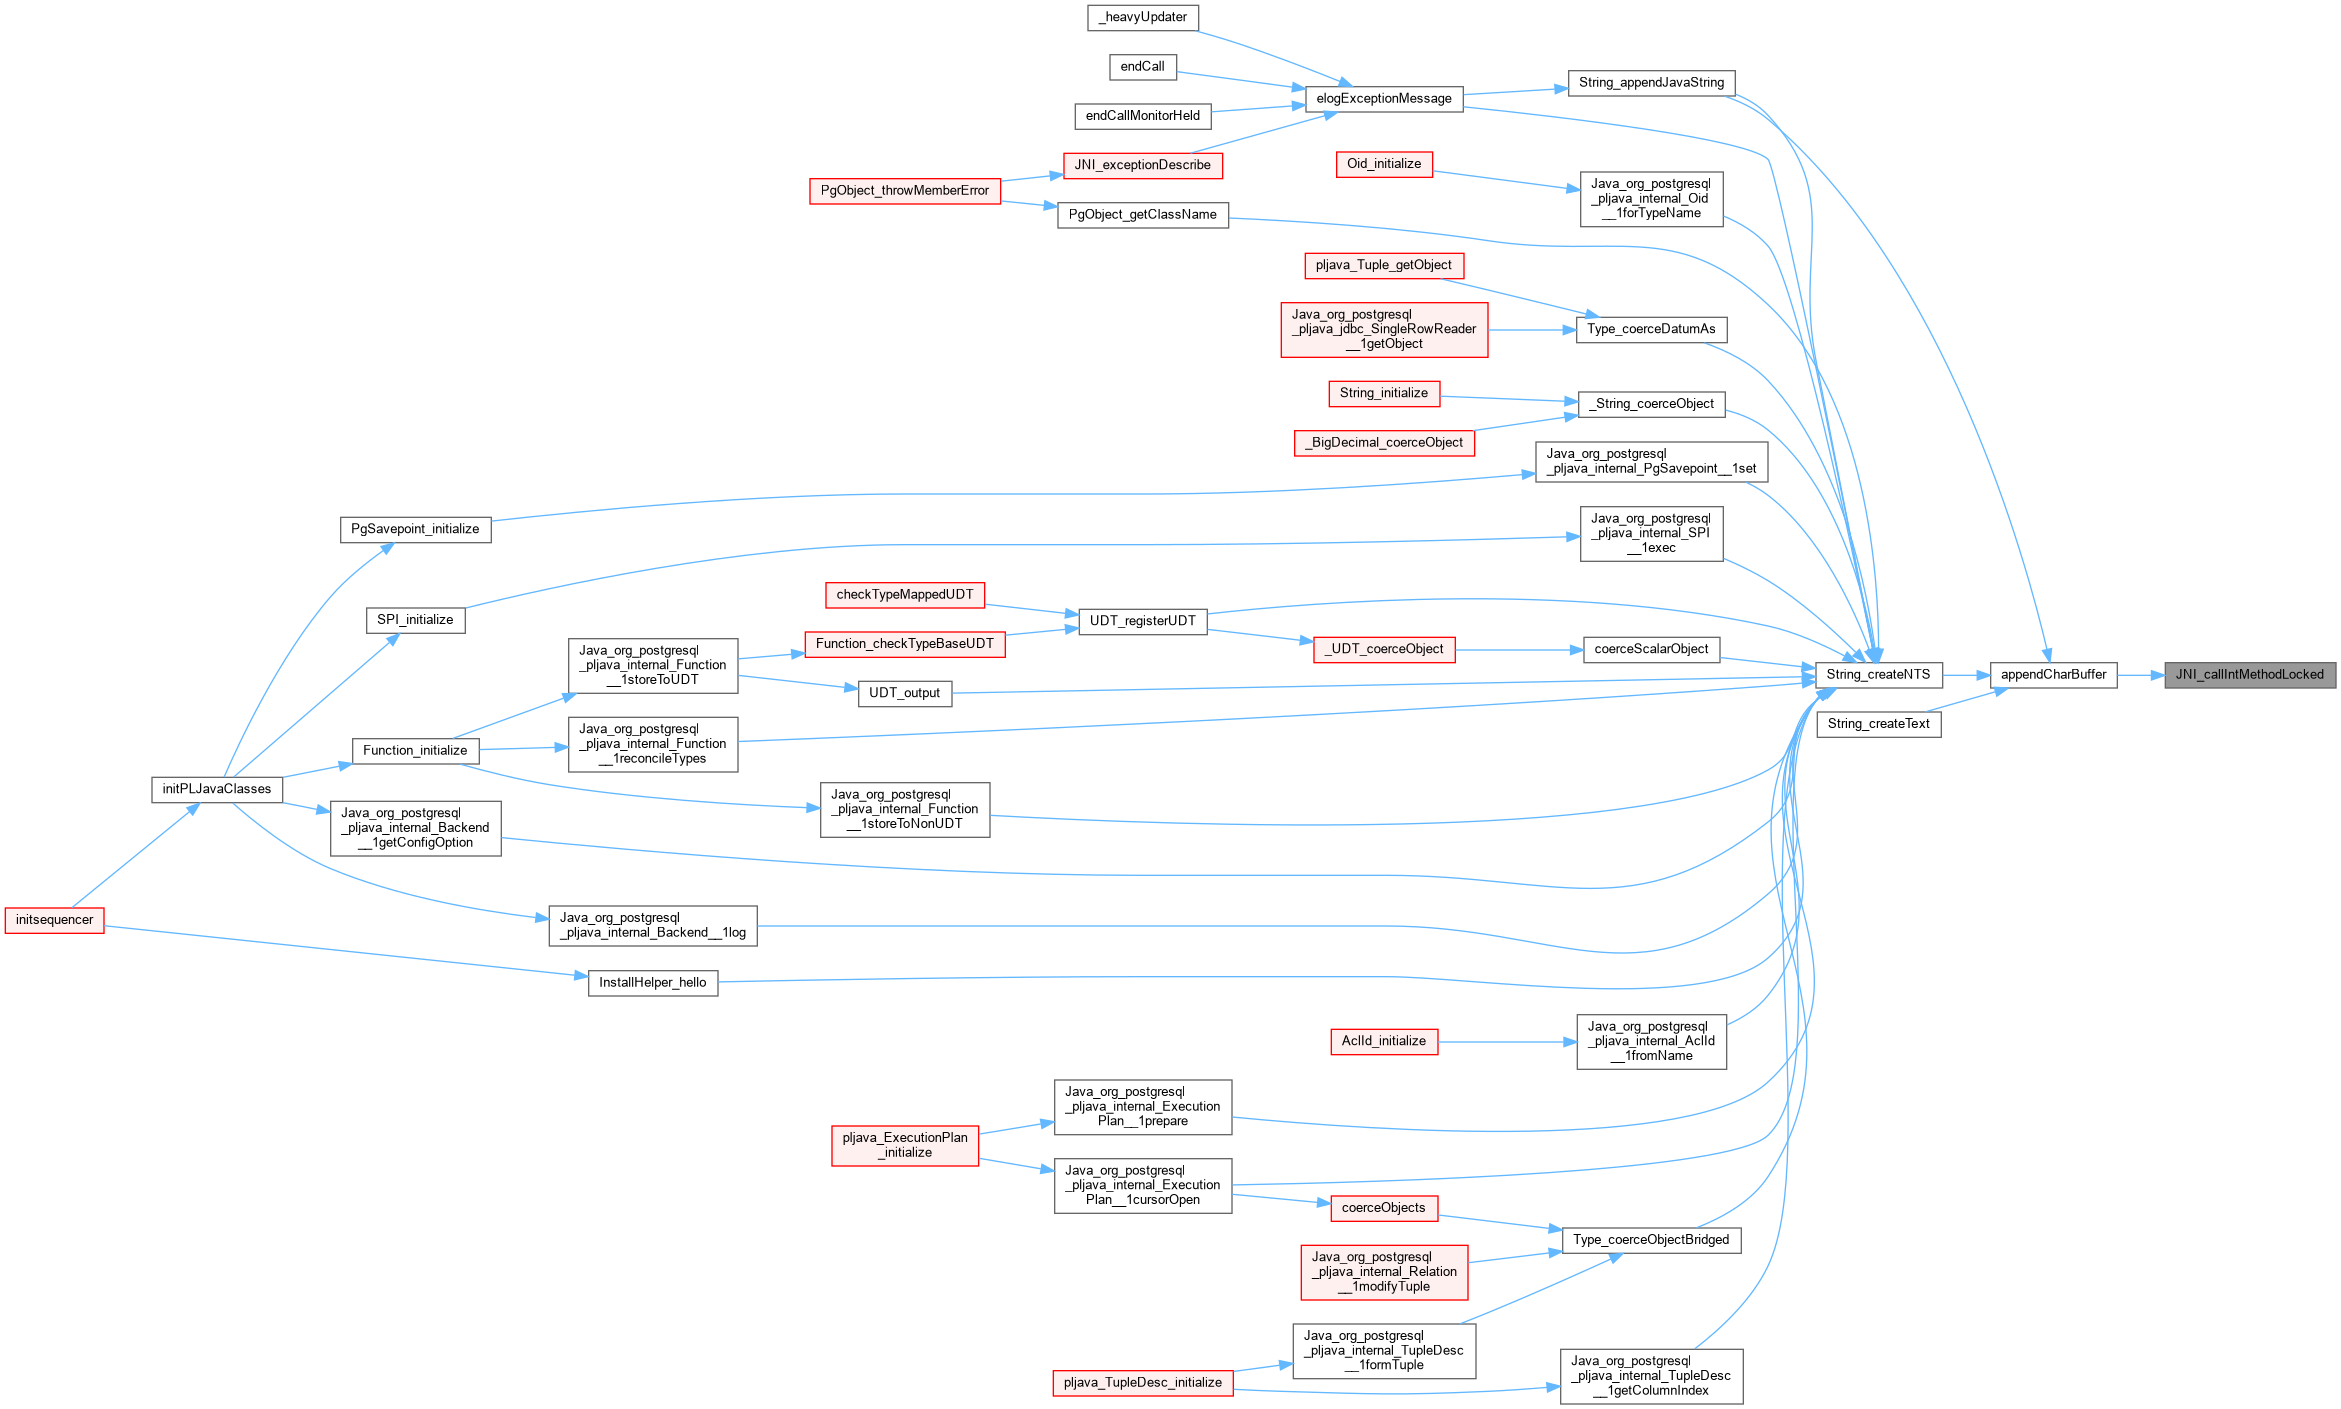 _heavyUpdater
endCall
endCallMonitorHeld
elogExceptionMessage
String_appendJavaString
JNI_exceptionDescribe
PgObject_throwMemberError
PgObject_getClassName
Oid_initialize
Java_org_postgresql
_pljava_internal_Oid
__1forTypeName
pljava_Tuple_getObject
Java_org_postgresql
_pljava_jdbc_SingleRowReader
__1getObject
Type_coerceDatumAs
String_initialize
_String_coerceObject
_BigDecimal_coerceObject
Java_org_postgresql
_pljava_internal_PgSavepoint__1set
PgSavepoint_initialize
Java_org_postgresql
_pljava_internal_SPI
__1exec
SPI_initialize
checkTypeMappedUDT
UDT_registerUDT
Function_checkTypeBaseUDT
_UDT_coerceObject
coerceScalarObject
Java_org_postgresql
_pljava_internal_Function
__1storeToUDT
UDT_output
String_createNTS
appendCharBuffer
JNI_callIntMethodLocked
String_createText
Function_initialize
Java_org_postgresql
_pljava_internal_Function
__1reconcileTypes
initPLJavaClasses
Java_org_postgresql
_pljava_internal_Function
__1storeToNonUDT
Java_org_postgresql
_pljava_internal_Backend
__1getConfigOption
initsequencer
Java_org_postgresql
_pljava_internal_Backend__1log
InstallHelper_hello
AclId_initialize
Java_org_postgresql
_pljava_internal_AclId
__1fromName
Java_org_postgresql
_pljava_internal_Execution
Plan__1prepare
pljava_ExecutionPlan
_initialize
Java_org_postgresql
_pljava_internal_Execution
Plan__1cursorOpen
coerceObjects
Type_coerceObjectBridged
Java_org_postgresql
_pljava_internal_Relation
__1modifyTuple
Java_org_postgresql
_pljava_internal_TupleDesc
__1formTuple
pljava_TupleDesc_initialize
Java_org_postgresql
_pljava_internal_TupleDesc
__1getColumnIndex